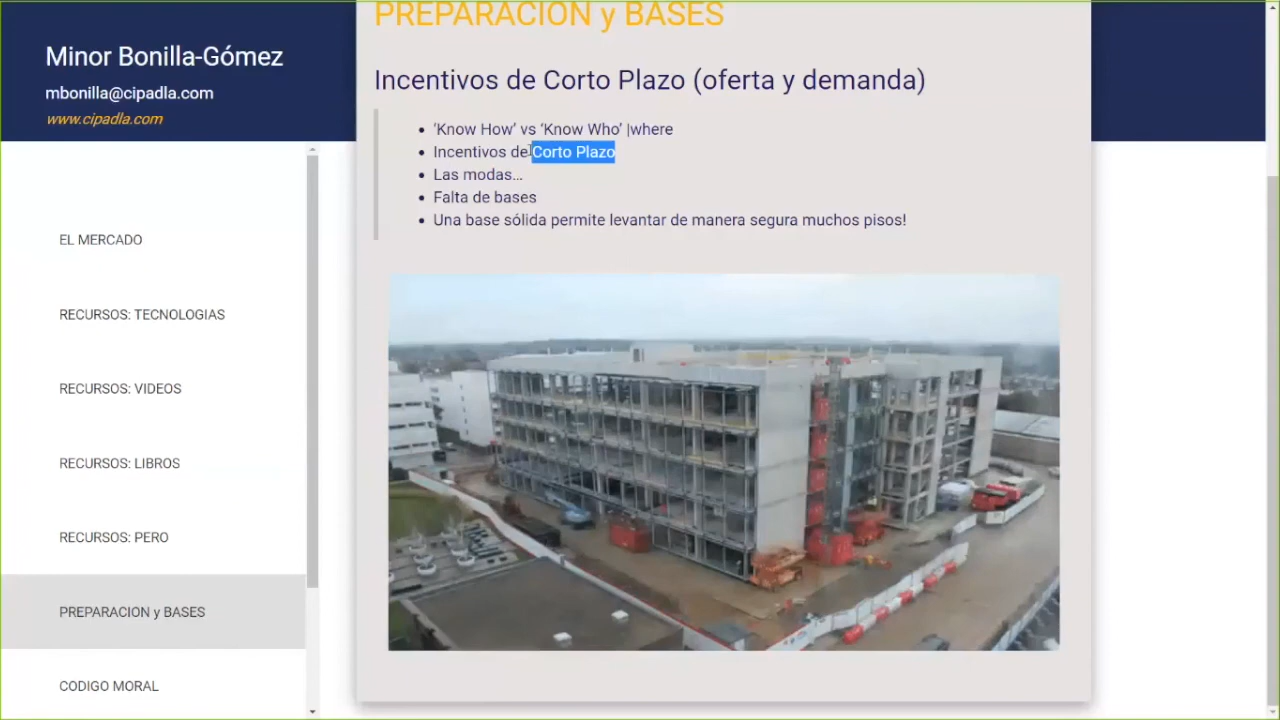 Minor Bonilla-Gómez
mbonilla@cipadla.com
www.cipadla.com
EL MERCADO
RECURSOS: TECNOLOGIAS
RECURSOS: VIDEOS
RECURSOS: LIBROS
RECURSOS: PERO
PREPARACION y BASES
CODIGO MORAL
PREPARACION y BASES
Incentivos de Corto Plazo (oferta y demanda)
‘Know How’ vs ‘Know Who’ |where
Incentivos de Corto Plazo
Las modas…
Falta de bases
Una base sólida permite levantar de manera segura muchos pisos!